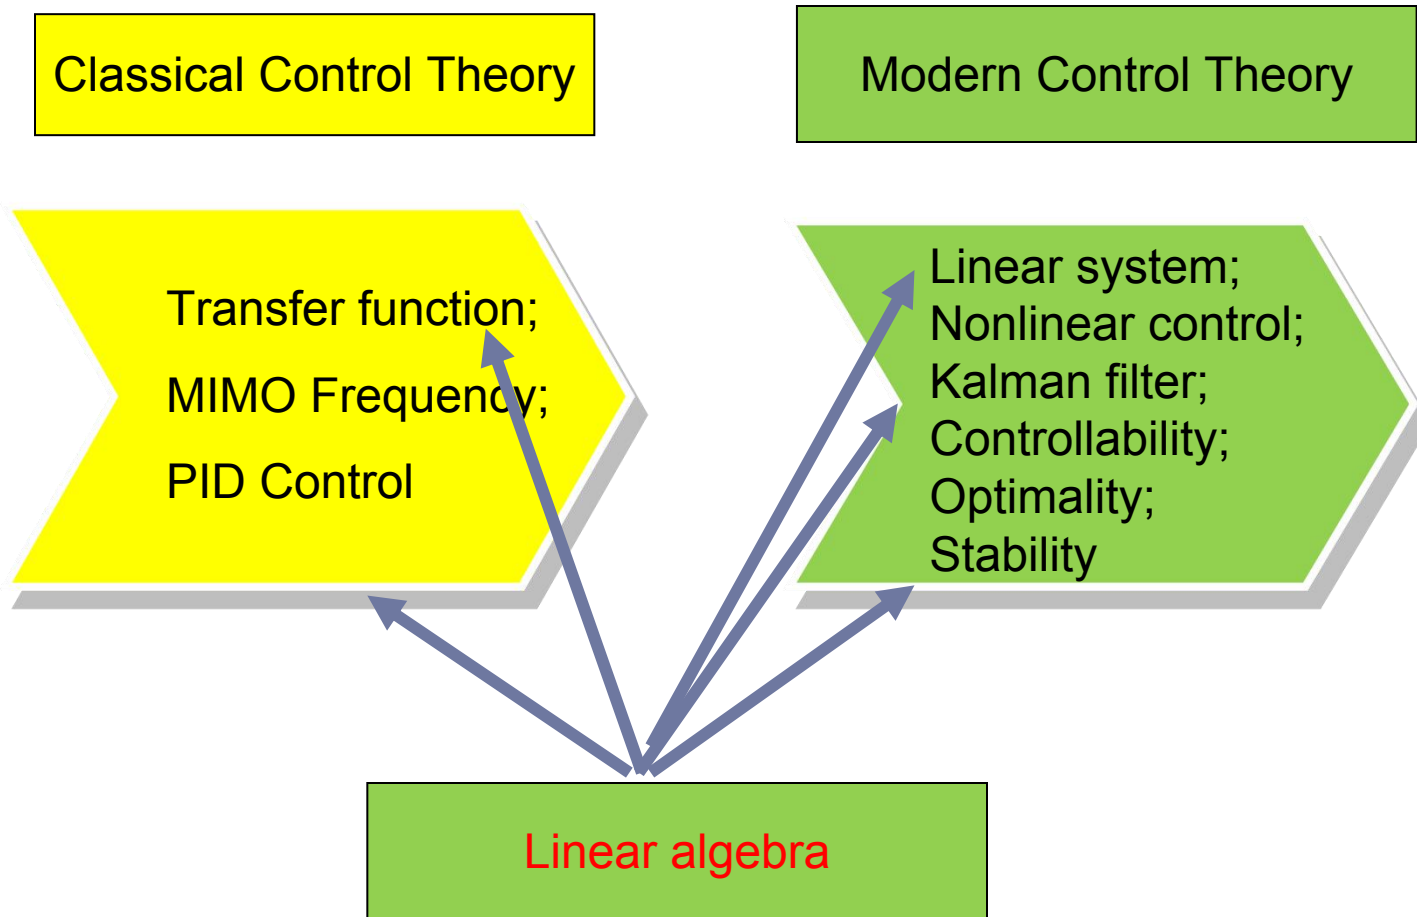 Classical Control Theory
Modern Control Theory
Transfer function;
MIMO Frequency;
PID Control
Linear system;
Nonlinear control;
Kalman filter;
Controllability;
Optimality;
Stability
Linear algebra